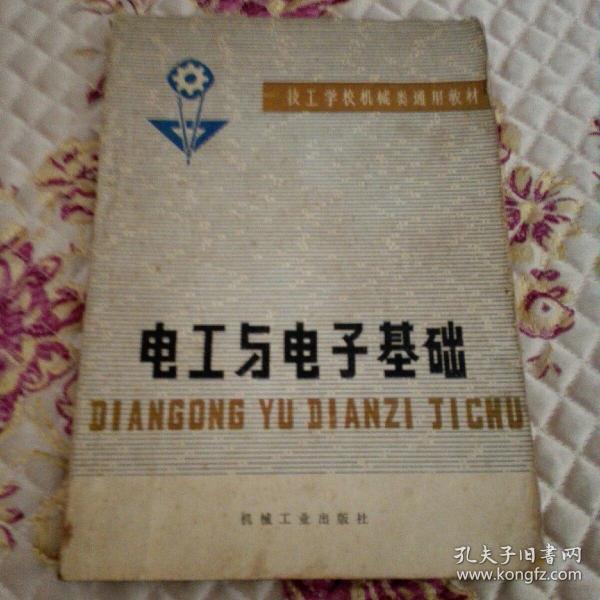 技工学校机械类通用教材
电工与电子基础
DIANGONG YU DIANZI JICHU
机械工业出版社
孔夫子旧书网
www.kongfz.com